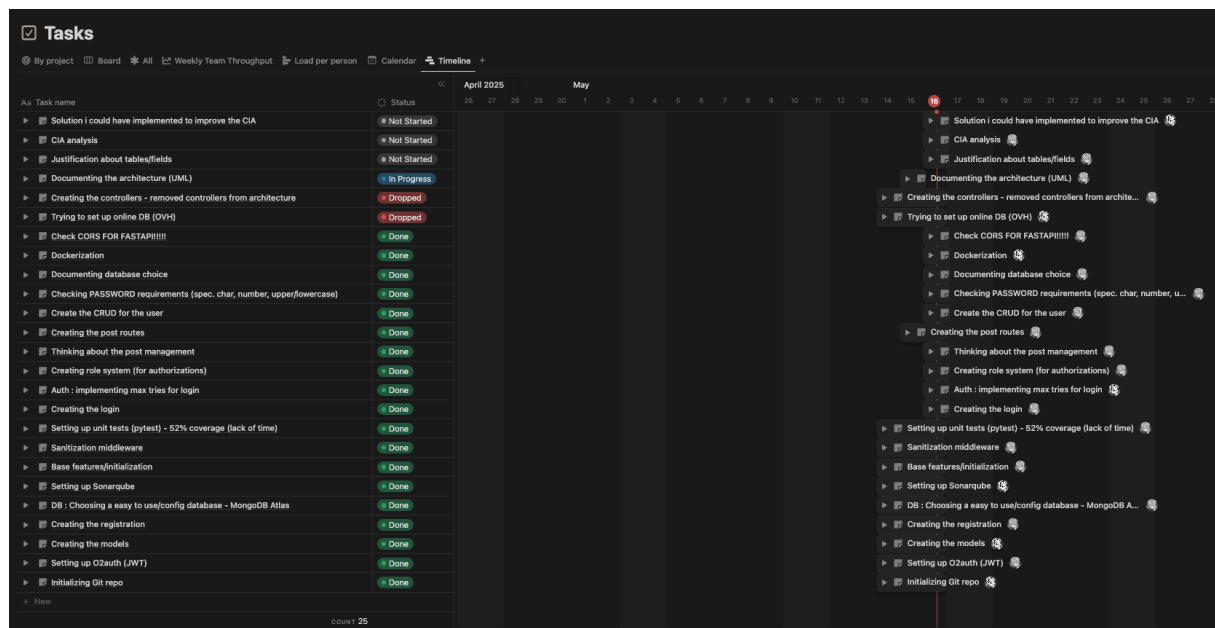 Tasks
By project Board All Weekly Team Throughput Load per person Calendar Timeline +
April 2025 May
Aa Task name Status 26 27 28 29 30 1 2 3 4 5 6 7 8 9 10 11 12 13 14 15 16 17 18 19 20 21 22 23 24 25 26 27 2
Solution i could have implemented to improve the CIA Not Started Solution i could have implemented to improve the CIA
CIA analysis Not Started CIA analysis
Justification about tables/fields Not Started Justification about tables/fields
Documenting the architecture (UML) In Progress Documenting the architecture (UML)
Creating the controllers - removed controllers from architecture Dropped Creating the controllers - removed controllers from archite...
Trying to set up online DB (OVH) Dropped Trying to set up online DB (OVH)
Check CORS FOR FASTAPI!!!!! Done Check CORS FOR FASTAPI!!!!!
Dockerization Done Dockerization
Documenting database choice Done Documenting database choice
Checking PASSWORD requirements (spec. char, number, upper/lowercase) Done Checking PASSWORD requirements (spec. char, number, u...
Create the CRUD for the user Done Create the CRUD for the user
Creating the post routes Done Creating the post routes
Thinking about the post management Done Thinking about the post management
Creating role system (for authorizations) Done Creating role system (for authorizations)
Auth : implementing max tries for login Done Auth : implementing max tries for login
Creating the login Done Creating the login
Setting up unit tests (pytest) - 52% coverage (lack of time) Done Setting up unit tests (pytest) - 52% coverage (lack of time)
Sanitization middleware Done Sanitization middleware
Base features/initialization Done Base features/initialization
Setting up Sonarqube Done Setting up Sonarqube
DB : Choosing a easy to use/config database - MongoDB Atlas Done DB : Choosing a easy to use/config database - MongoDB A...
Creating the registration Done Creating the registration
Creating the models Done Creating the models
Setting up O2auth (JWT) Done Setting up O2auth (JWT)
Initializing Git repo Done Initializing Git repo
+ New
COUNT 25